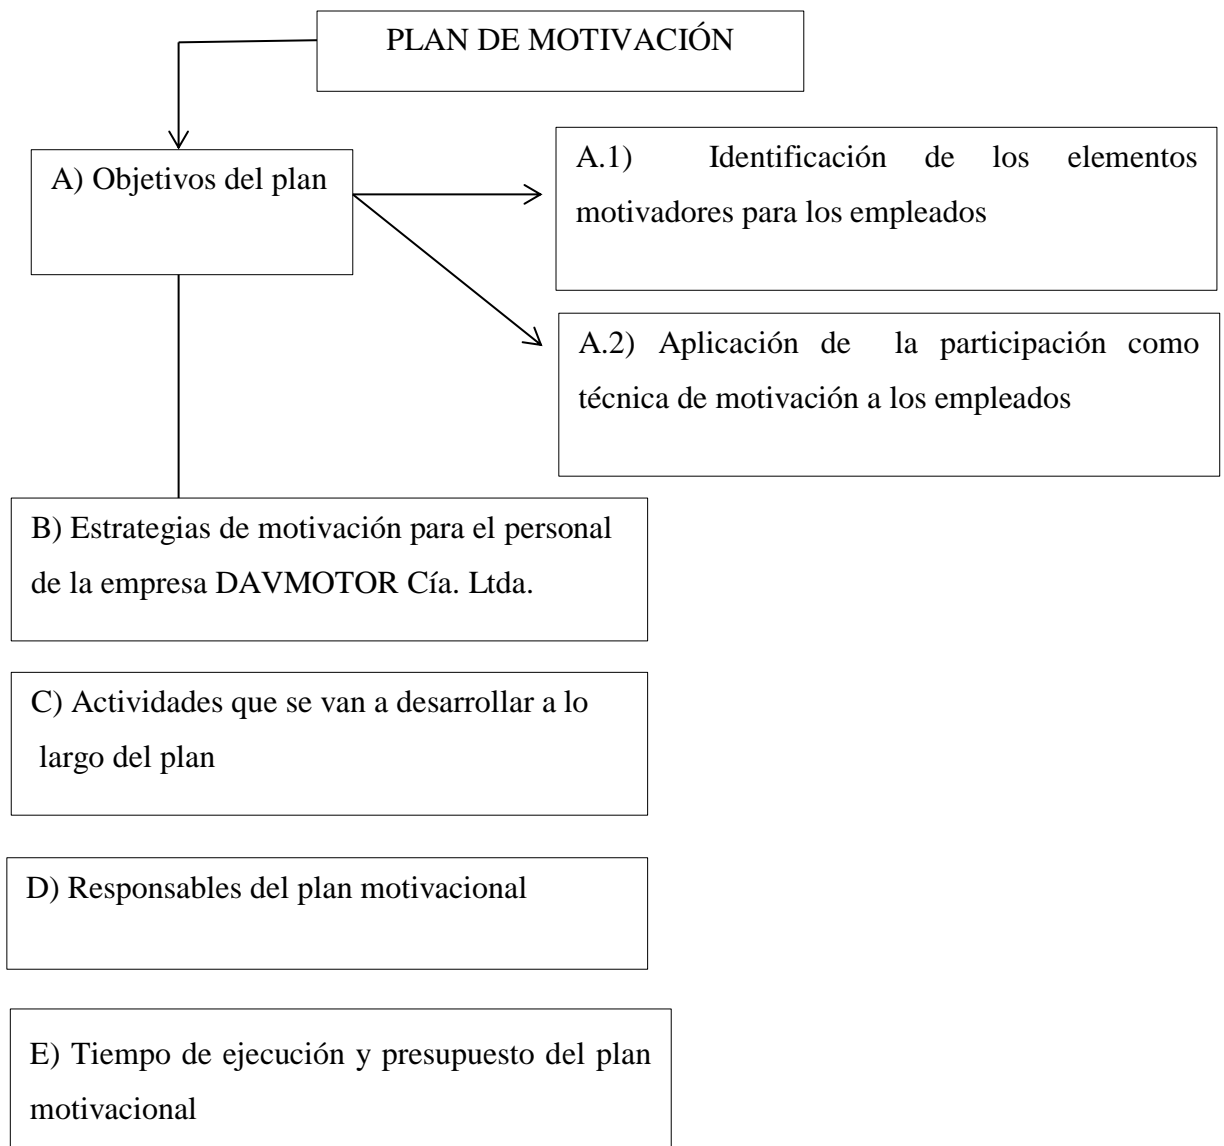 PLAN DE MOTIVACIÓN
A) Objetivos del plan
A.1) Identificación de los elementos
motivadores para los empleados
A.2) Aplicación de la participación como
técnica de motivación a los empleados
B) Estrategias de motivación para el personal
de la empresa DAVMOTOR Cía. Ltda.
C) Actividades que se van a desarrollar a lo
largo del plan
D) Responsables del plan motivacional
E) Tiempo de ejecución y presupuesto del plan
motivacional